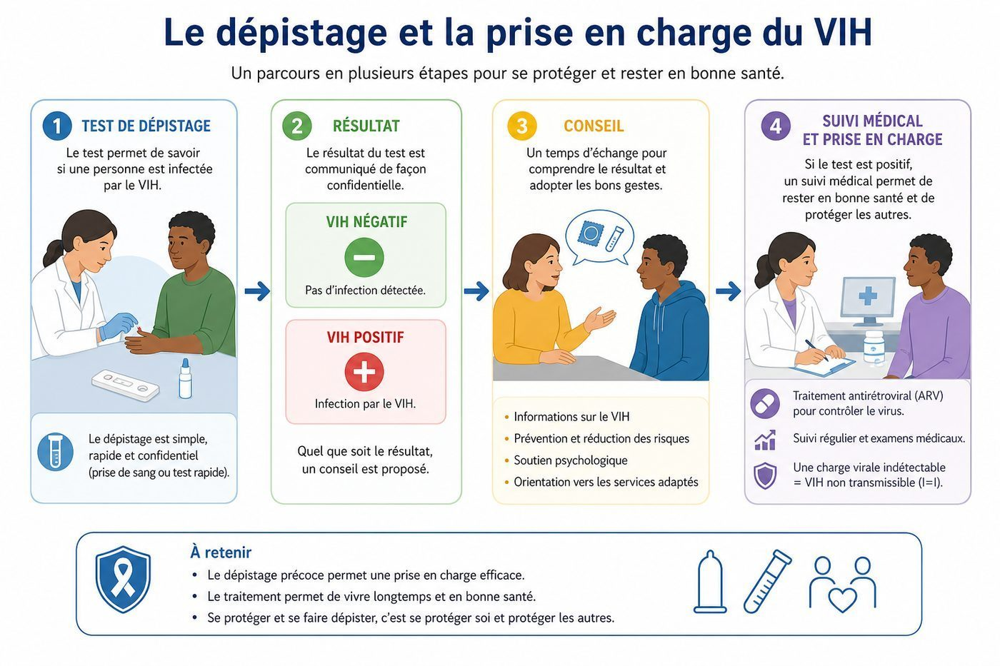 Le dépistage et la prise en charge du VIH
Un parcours en plusieurs étapes pour se protéger et rester en bonne santé.
1 TEST DE DÉPISTAGE
Le test permet de savoir
si une personne est infectée
par le VIH.
Le dépistage est simple,
rapide et confidentiel
(prise de sang ou test rapide).
2 RÉSULTAT
Le résultat du test est
communiqué de façon
confidentielle.
VIH NÉGATIF
Pas d'infection détectée.
VIH POSITIF
Infection par le VIH.
Quel que soit le résultat,
un conseil est proposé.
3 CONSEIL
Un temps d'échange pour
comprendre le résultat et
adopter les bons gestes.
• Informations sur le VIH
• Prévention et réduction des risques
• Soutien psychologique
• Orientation vers les services adaptés
4 SUIVI MÉDICAL
ET PRISE EN CHARGE
Si le test est positif,
un suivi médical permet de
rester en bonne santé et de
protéger les autres.
Traitement antirétroviral (ARV)
pour contrôler le virus.
Suivi régulier et examens médicaux.
Une charge virale indétectable
= VIH non transmissible (I=I).
À retenir
• Le dépistage précoce permet une prise en charge efficace.
• Le traitement permet de vivre longtemps et en bonne santé.
• Se protéger et se faire dépister, c'est se protéger soi et protéger les autres.